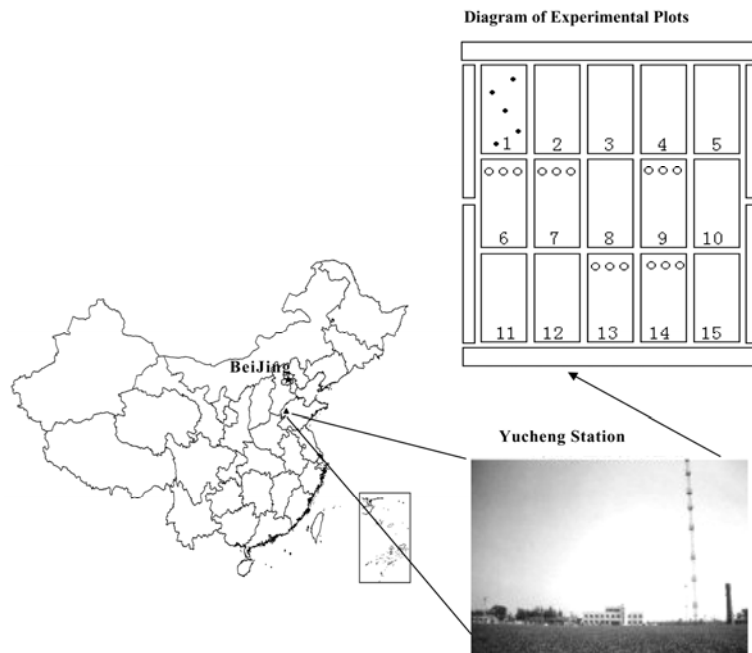 Diagram of Experimental Plots
1 2 3 4 5
6 7 8 9 10
11 12 13 14 15
BeiJing
Yucheng Station